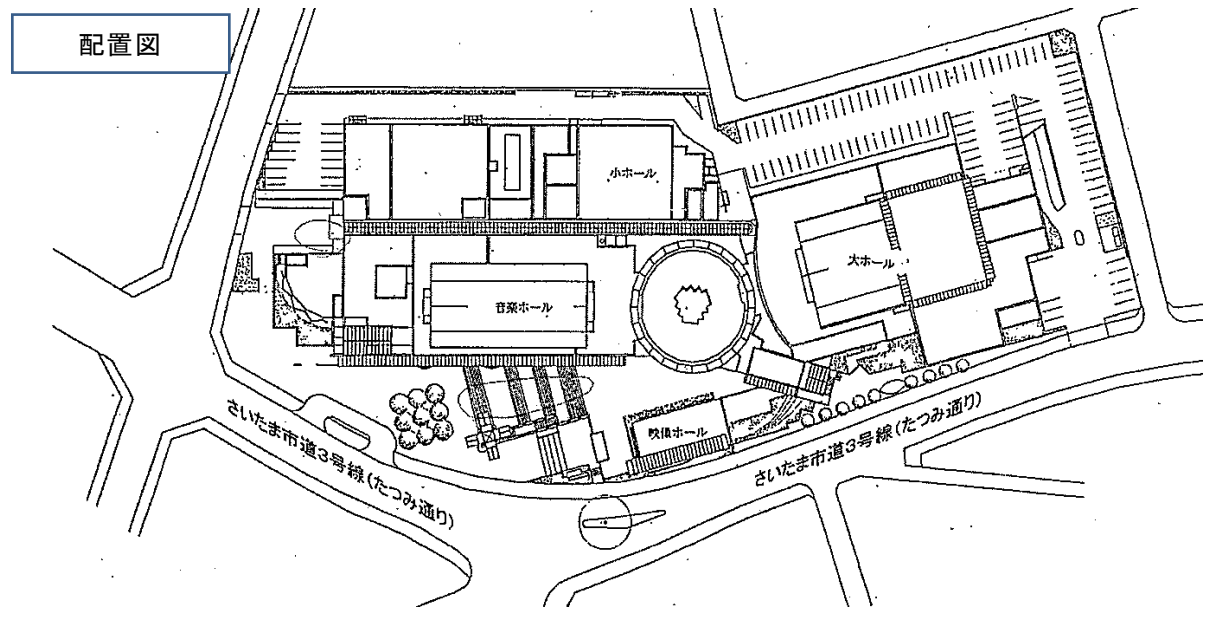 配置図
小ホール
大ホール
音楽ホール
映像ホール
さいたま市道3号線(たつみ通り)
さいたま市道3号線(たつみ通り)